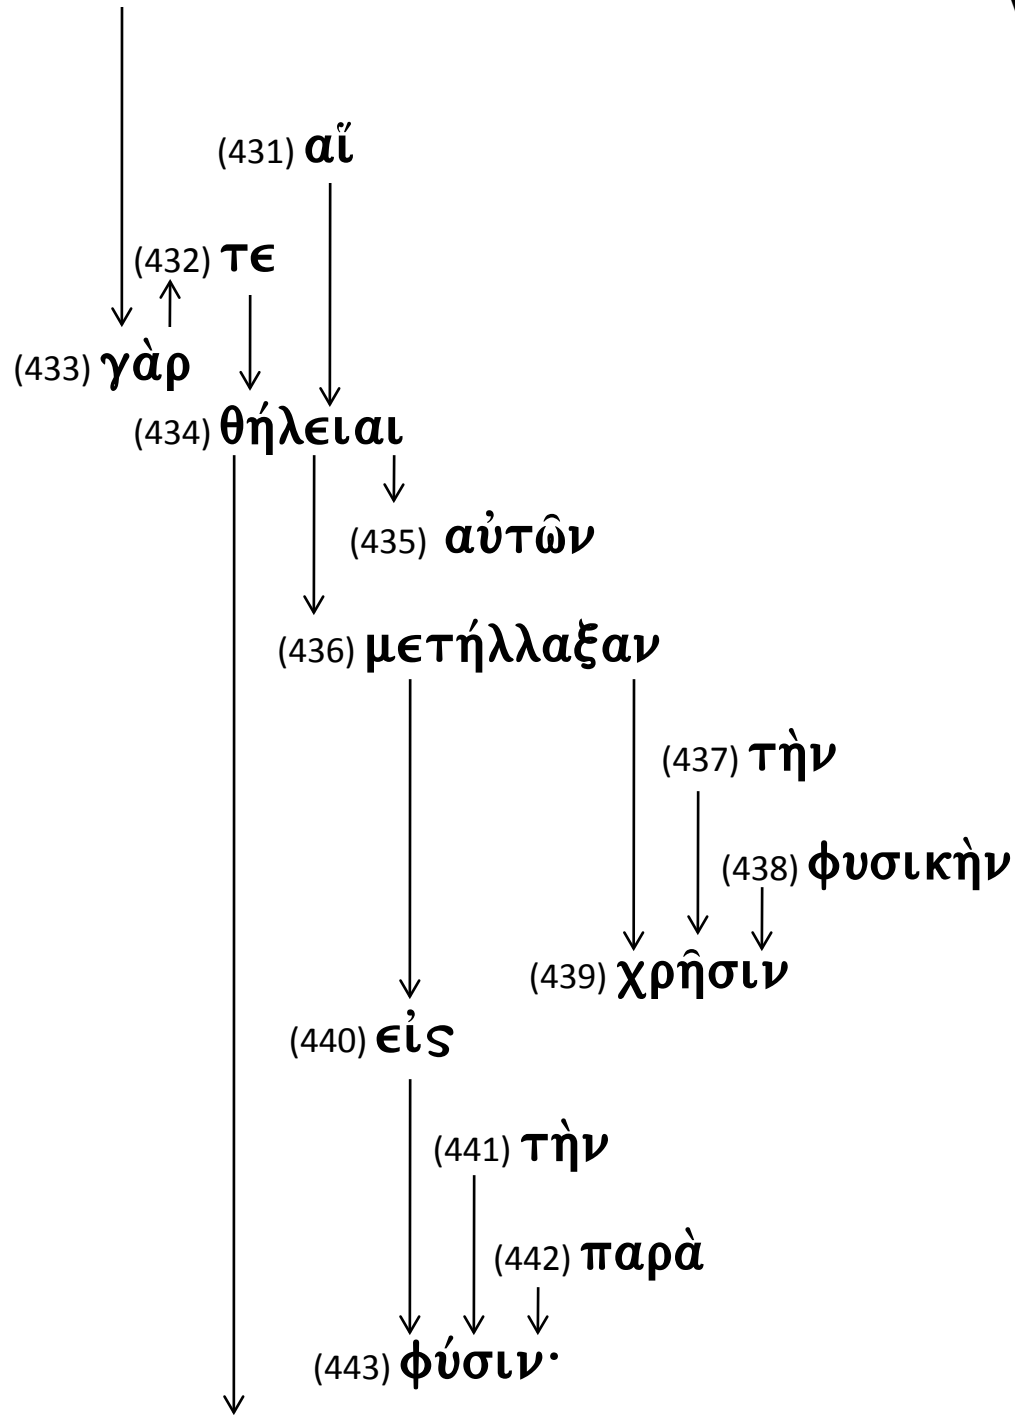 (431) αἵ
(432) τε
(433) γὰρ
(434) θήλειαι
(435) αὐτῶν
(436) μετήλλαξαν
(437) τὴν
(438) φυσικὴν
(439) χρῆσιν
(440) εἰς
(441) τὴν
(442) παρὰ
(443) φύσιν·